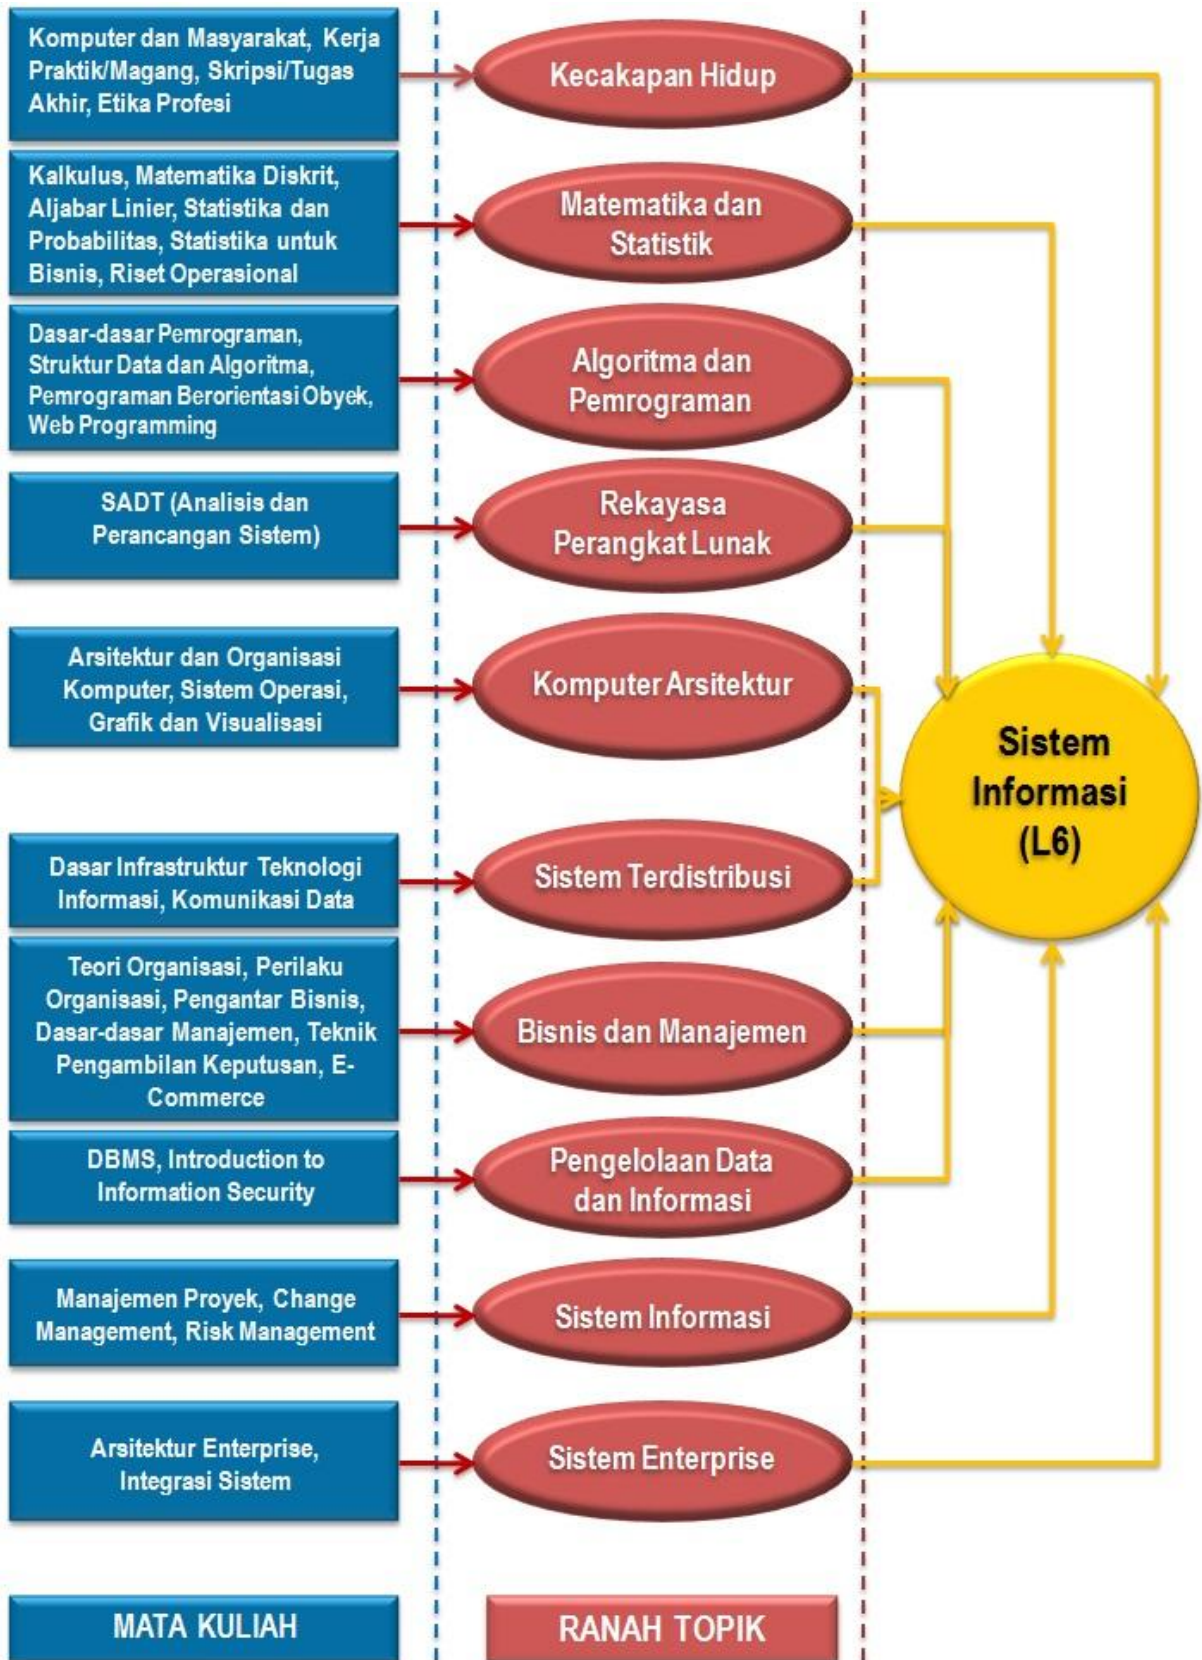 Komputer dan Masyarakat, Kerja
Praktik/Magang, Skripsi/Tugas
Akhir, Etika Profesi
Kecakapan Hidup
Kalkulus, Matematika Diskrit,
Aljabar Linier, Statistika dan
Probabilitas, Statistika untuk
Bisnis, Riset Operasional
Matematika dan
Statistik
Dasar-dasar Pemrograman,
Struktur Data dan Algoritma,
Pemrograman Berorientasi Obyek,
Web Programming
Algoritma dan
Pemrograman
SADT (Analisis dan
Perancangan Sistem)
Rekayasa
Perangkat Lunak
Arsitektur dan Organisasi
Komputer, Sistem Operasi,
Grafik dan Visualisasi
Komputer Arsitektur
Sistem
Informasi
(L6)
Dasar Infrastruktur Teknologi
Informasi, Komunikasi Data
Sistem Terdistribusi
Teori Organisasi, Perilaku
Organisasi, Pengantar Bisnis,
Dasar-dasar Manajemen, Teknik
Pengambilan Keputusan, E-
Commerce
Bisnis dan Manajemen
DBMS, Introduction to
Information Security
Pengelolaan Data
dan Informasi
Manajemen Proyek, Change
Management, Risk Management
Sistem Informasi
Arsitektur Enterprise,
Integrasi Sistem
Sistem Enterprise
MATA KULIAH
RANAH TOPIK